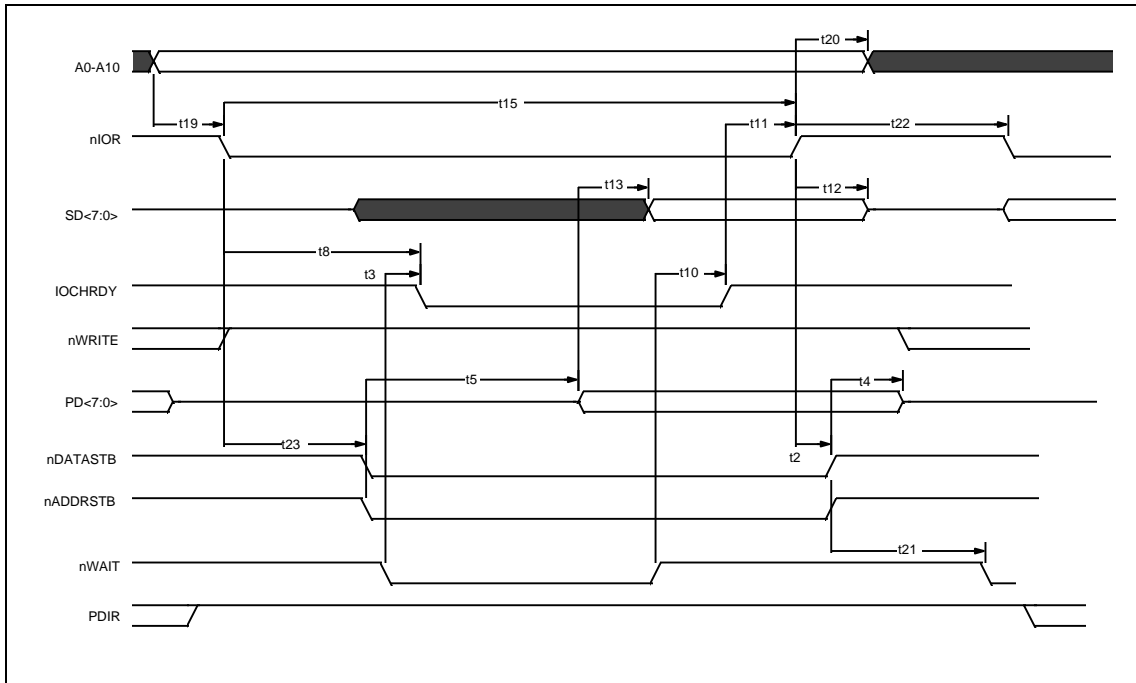 t20
A0-A10
t15
t19
t11
t22
nIOR
t13
t12
SD<7:0>
t8
t3
t10
IOCHRDY
nWRITE
t5
t4
PD<7:0>
t23
t2
nDATASTB
nADDRSTB
t21
nWAIT
PDIR